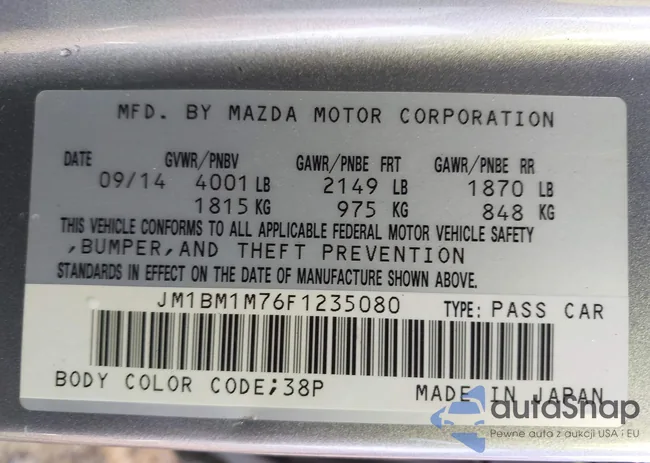 MFD. BY MAZDA MOTOR CORPORATION
DATE GVWR/PNBV GAWR/PNBE FRT GAWR/PNBE RR
09/14 4001 LB 2149 LB 1870 LB
1815 KG 975 KG 848 KG
THIS VEHICLE CONFORMS TO ALL APPLICABLE FEDERAL MOTOR VEHICLE SAFETY
,BUMPER,AND THEFT PREVENTION
STANDARDS IN EFFECT ON THE DATE OF MANUFACTURE SHOWN ABOVE.
JM1BM1M76F1235080 TYPE: PASS CAR
BODY COLOR CODE;38P MADE IN JAPAN
autoSnap
Pewne auta z aukcji USA i EU